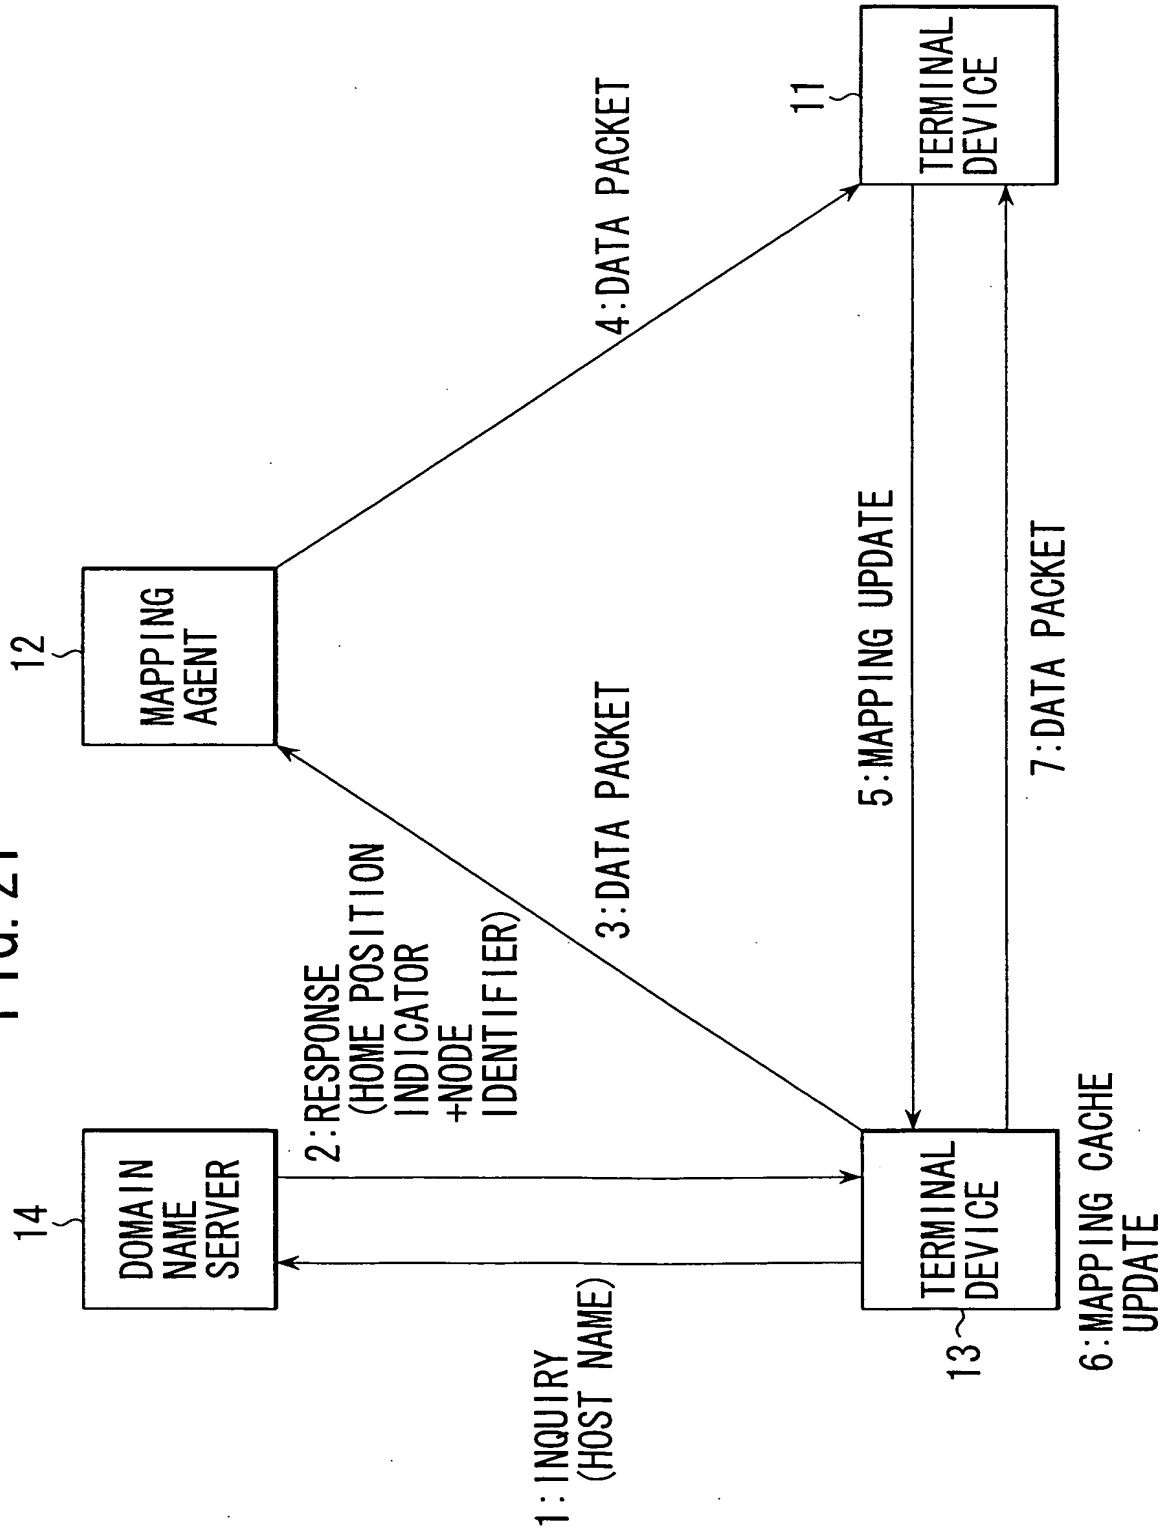 FIG. 21
14
DOMAIN
NAME
SERVER
12
MAPPING
AGENT
1:INQUIRY
(HOST NAME)
2:RESPONSE
(HOME POSITION
INDICATOR
+NODE
IDENTIFIER)
3:DATA PACKET
4:DATA PACKET
13
TERMINAL
DEVICE
11
TERMINAL
DEVICE
5:MAPPING UPDATE
7:DATA PACKET
6:MAPPING CACHE
UPDATE